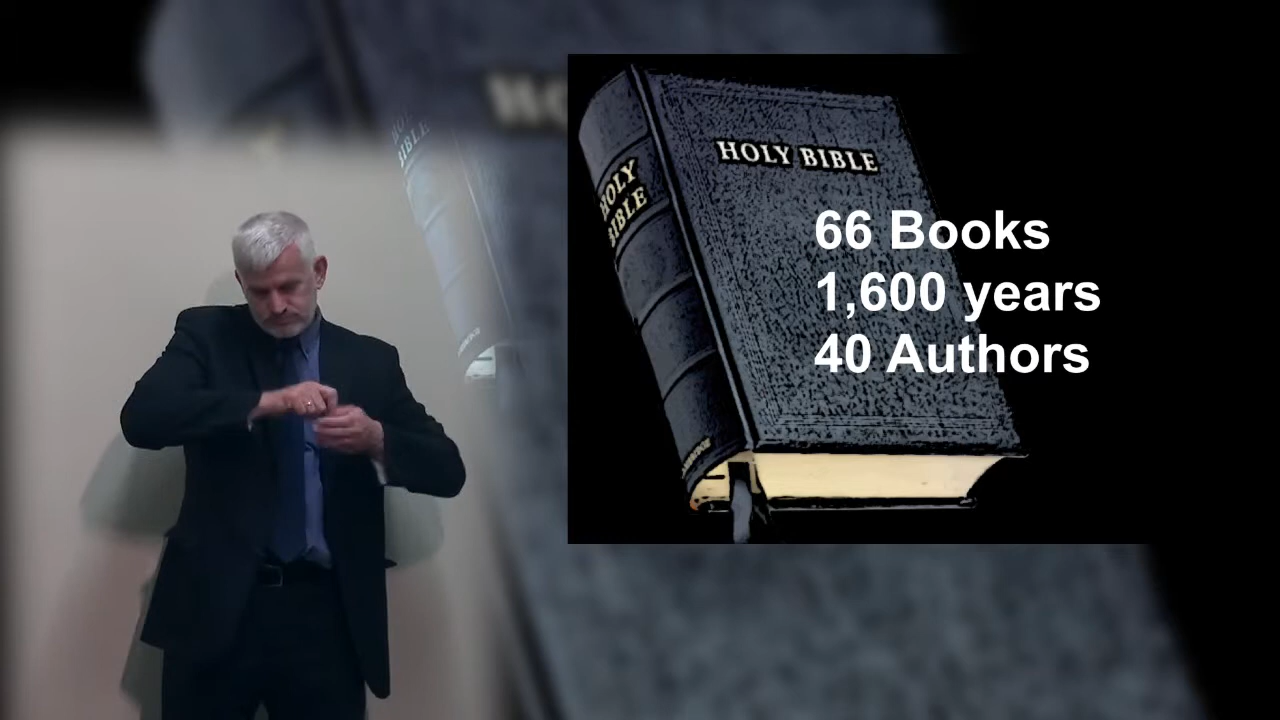 HOLY BIBLE
HOLY
BIBLE
66 Books
1,600 years
40 Authors